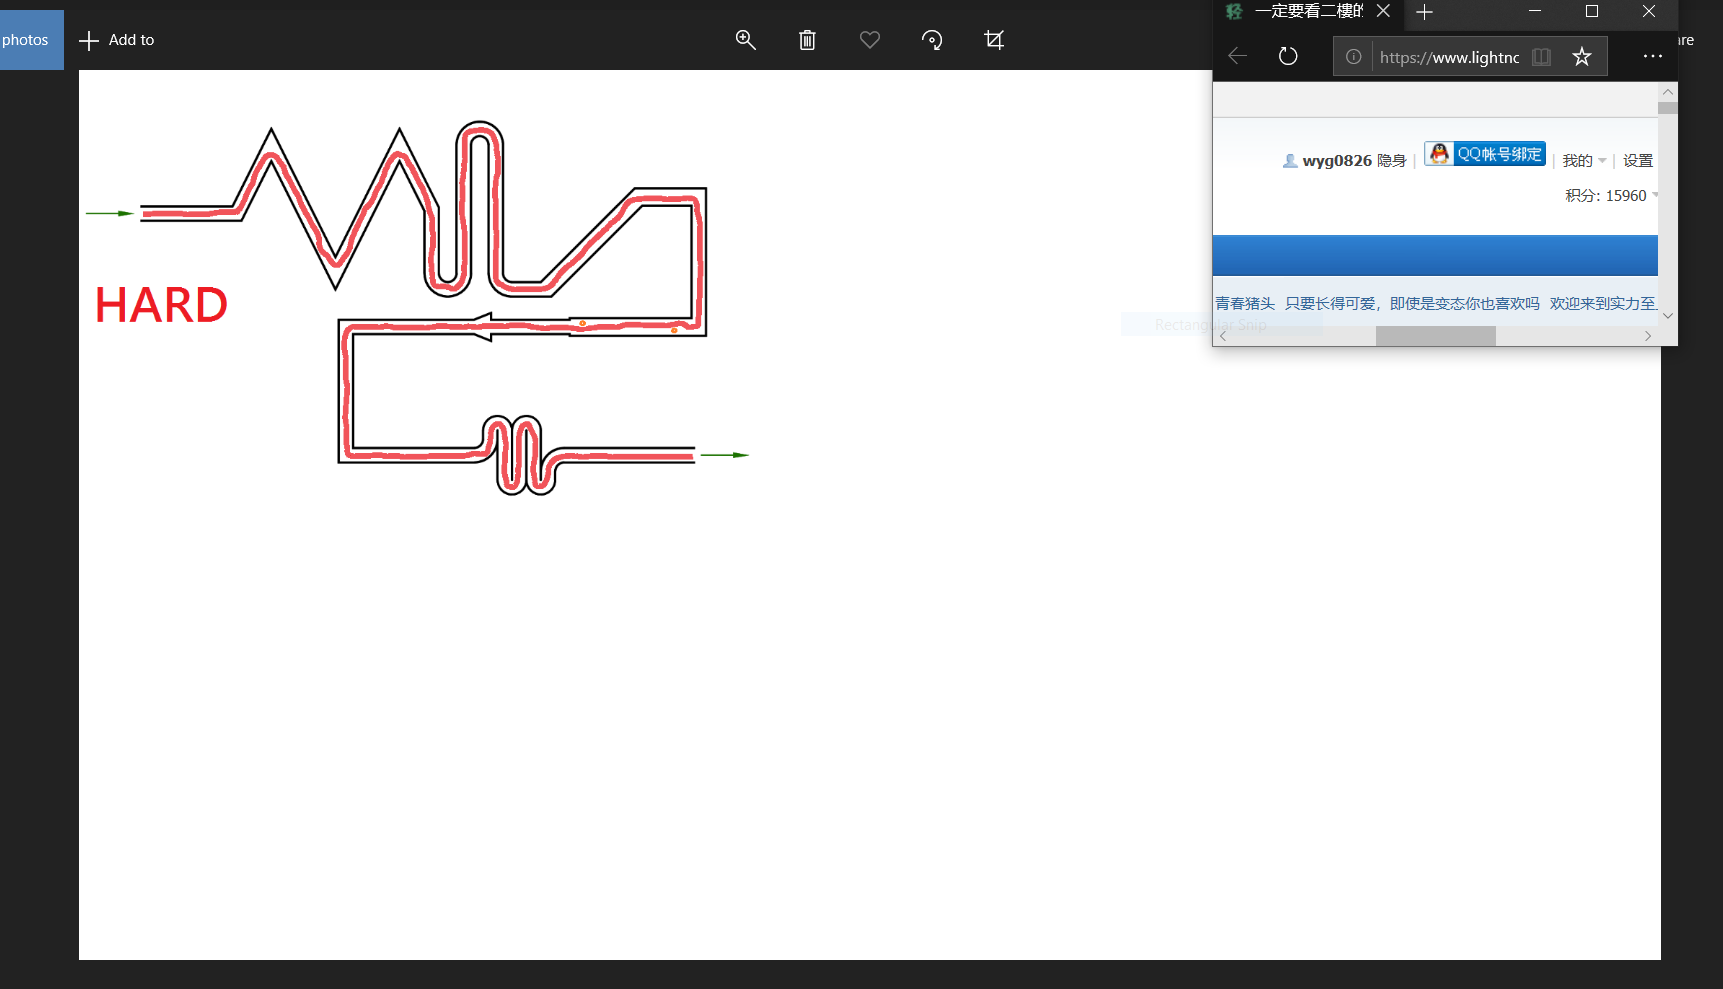 photos
Add to
are
一定要看二樓的
https://www.lightnc
wyg0826 隐身 | QQ帐号绑定 | 我的 | 设置
积分: 15960
青春猪头 只要长得可爱，即使是变态你也喜欢吗 欢迎来到实力至
HARD
Rectangular Snip